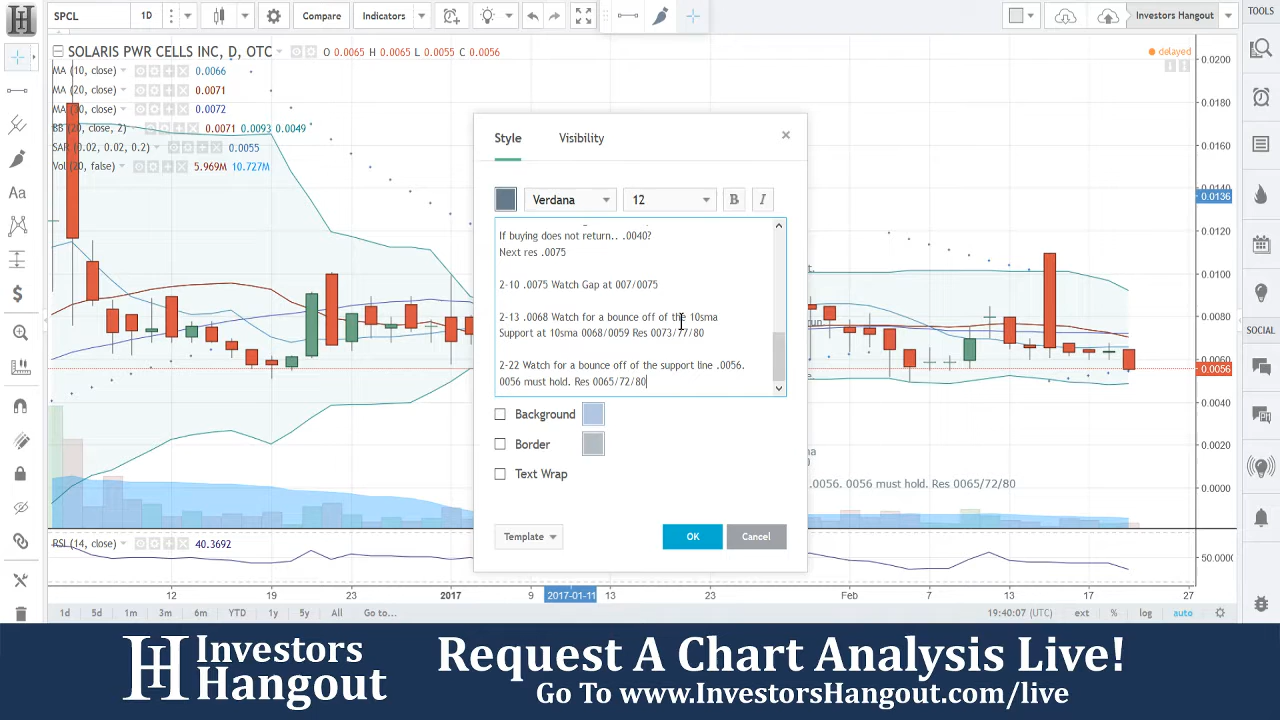 SPCL 1D Compare Indicators Investors Hangout TOOLS
SOLARIS PWR CELLS INC, D, OTC O 0.0065 H 0.0065 L 0.0055 C 0.0056 delayed
MA (10, close) 0.0066
MA (20, close) 0.0071
(30, close) 0.0072
BB (20, close, 2) 0.0071 0.0093 0.0049
SAR (0.02, 0.02, 0.2) 0.0055
Vol (20, false) 5.969M 10.727M
Aa
$
0.0200
0.0180
0.0160
0.0140
0.0136
0.0120
0.0100
0.0080
0.0060
0.0056
0.0040
0.0020
0.0000
50.0000
SOCIAL
Style Visibility ×
Verdana 12 B I
If buying does not return.. .0040?
Next res .0075
2-10 .0075 Watch Gap at 007/0075
2-13 .0068 Watch for a bounce off of the 10sma
Support at 10sma 0068/0059 Res 0073/77/80
2-22 Watch for a bounce off of the support line .0056.
0056 must hold. Res 0065/72/80
Background
Border
Text Wrap
Template OK Cancel
.0056. 0056 must hold. Res 0065/72/80
RSI (14, close) 40.3692
12 19 23 2017 9 2017-01-11 13 23 Feb 7 13 17 27
1d 5d 1m 3m 6m YTD 1y 5y All Go to... 19:40:07 (UTC) ext % log auto
Investors
Hangout
Request A Chart Analysis Live!
Go To www.InvestorsHangout.com/live